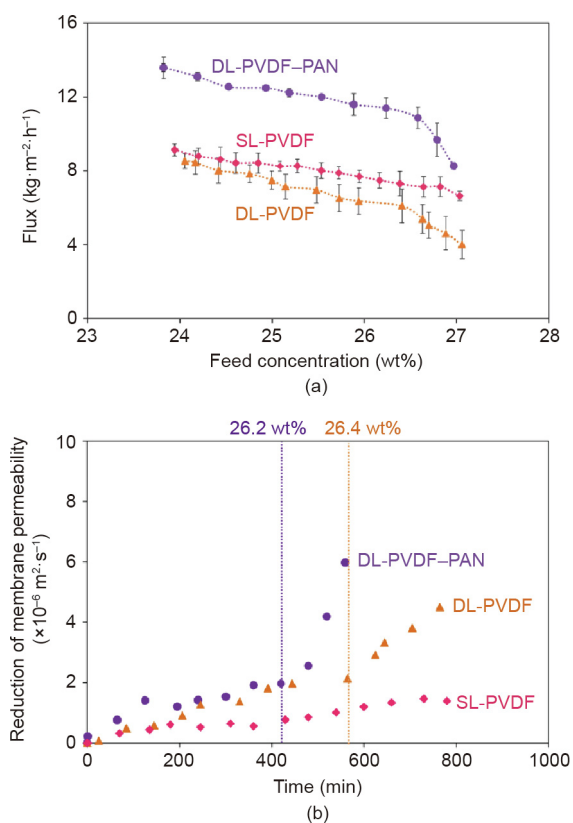 16
12
8
4
0
Flux (kg·m⁻²·h⁻¹)
DL-PVDF–PAN
SL-PVDF
DL-PVDF
23 24 25 26 27 28
Feed concentration (wt%)
(a)
26.2 wt% 26.4 wt%
10
8
6
4
2
0
Reduction of membrane permeability
(×10⁻⁶ m²·s⁻¹)
DL-PVDF–PAN
DL-PVDF
SL-PVDF
0 200 400 600 800 1000
Time (min)
(b)